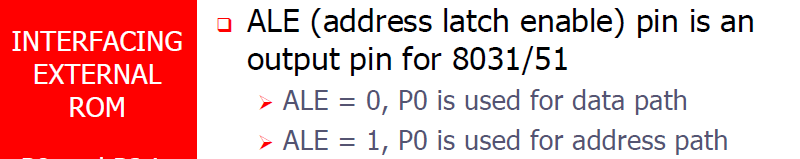 INTERFACING
EXTERNAL
ROM
❑ ALE (address latch enable) pin is an
output pin for 8031/51
➢ ALE = 0, P0 is used for data path
➢ ALE = 1, P0 is used for address path